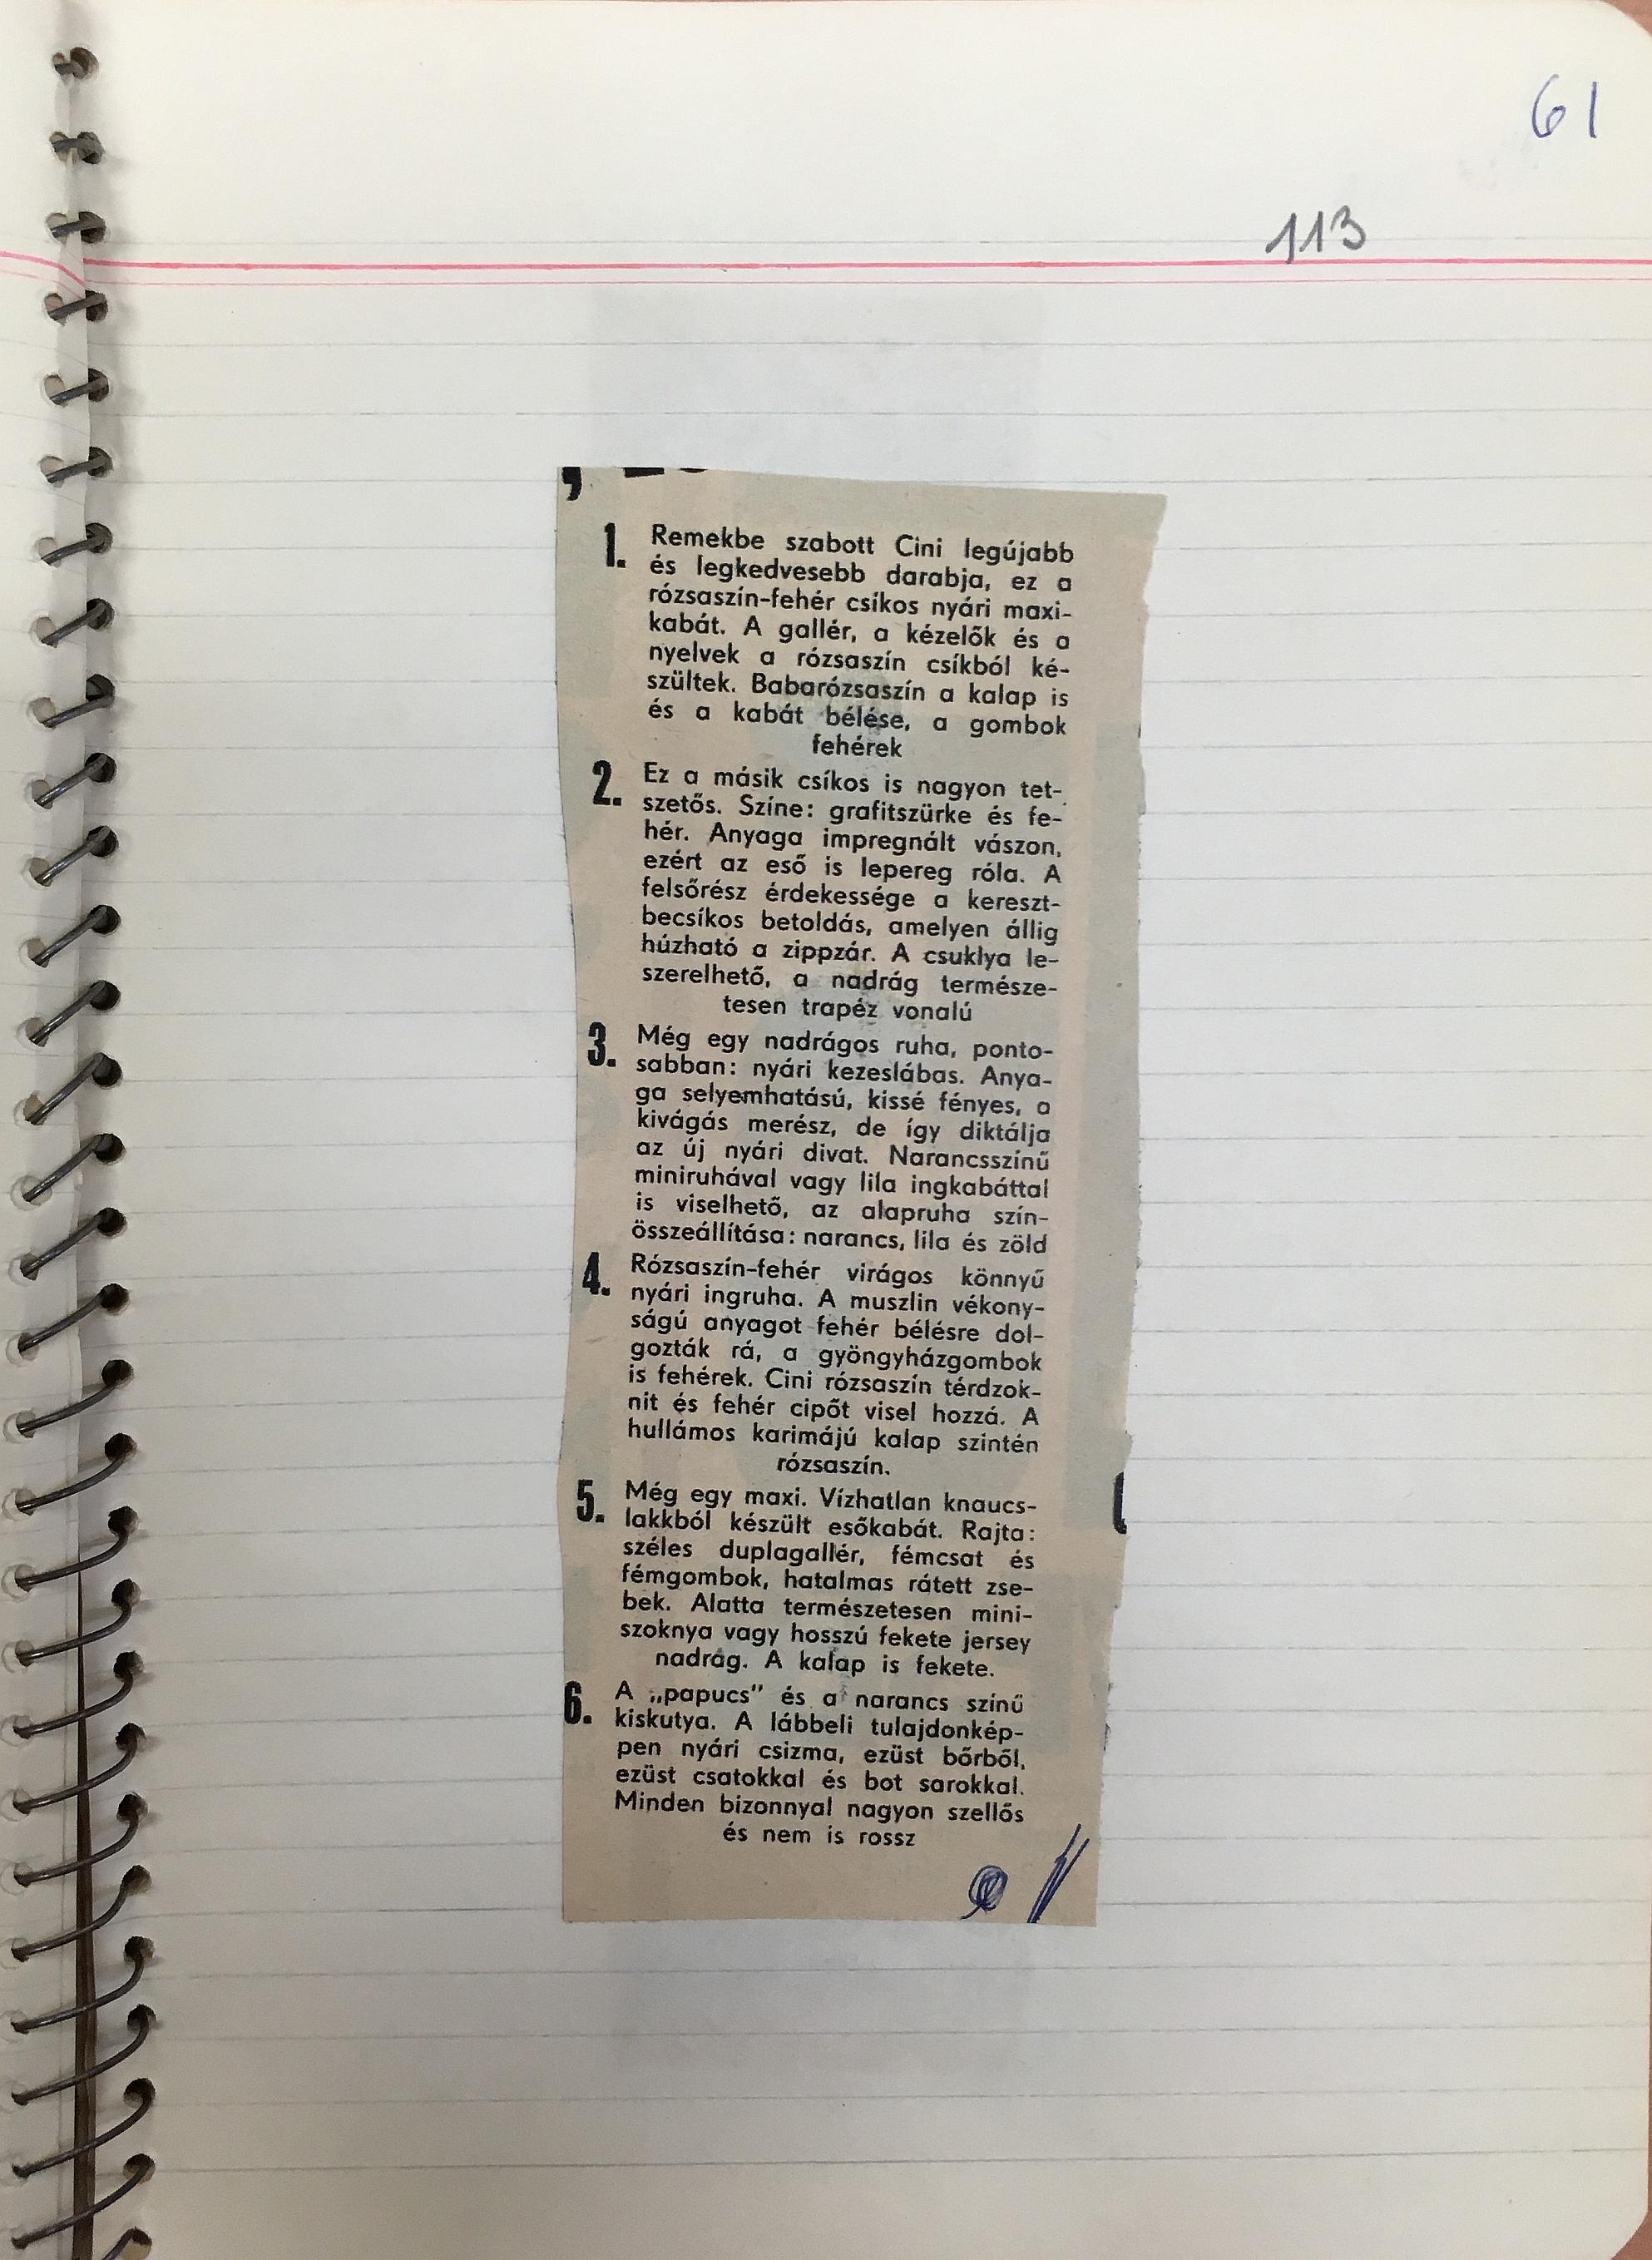 61
113
1. Remekbe szabott Cini legújabb
és legkedvesebb darabja, ez a
rózsaszín-fehér csíkos nyári maxi-
kabát. A gallér, a kézelők és a
nyelvek a rózsaszín csíkból ké-
szültek. Babarózsaszín a kalap is
és a kabát bélése, a gombok
fehérek
2. Ez a másik csíkos is nagyon tet-
szetős. Színe: grafitszürke és fe-
hér. Anyaga impregnált vászon,
ezért az eső is lepereg róla. A
felsőrész érdekessége a kereszt-
becsíkos betoldás, amelyen állig
húzható a zippzár. A csuklya le-
szerelhető, a nadrág természe-
tesen trapéz vonalú
3. Még egy nadrágos ruha, ponto-
sabban: nyári kezeslábas. Anya-
ga selyemhatású, kissé fényes, a
kivágás merész, de így diktálja
az új nyári divat. Narancsszínű
miniruhával vagy lila ingkabáttal
is viselhető, az alapruha szín-
összeállítása: narancs, lila és zöld
4. Rózsaszín-fehér virágos könnyű
nyári ingruha. A muszlin vékony-
ságú anyagot fehér bélésre dol-
gozták rá, a gyöngyházgombok
is fehérek. Cini rózsaszín térdzok-
nit és fehér cipőt visel hozzá. A
hullámos karimájú kalap szintén
rózsaszín.
5. Még egy maxi. Vízhatlan knaucs-
lakkból készült esőkabát. Rajta:
széles duplagallér, fémcsat és
fémgombok, hatalmas rátett zse-
bek. Alatta természetesen mini-
szoknya vagy hosszú fekete jersey
nadrág. A kalap is fekete.
6. A „papucs" és a narancs színű
kiskutya. A lábbeli tulajdonkép-
pen nyári csizma, ezüst bőrből,
ezüst csatokkal és bot sarokkal.
Minden bizonnyal nagyon szellős
és nem is rossz